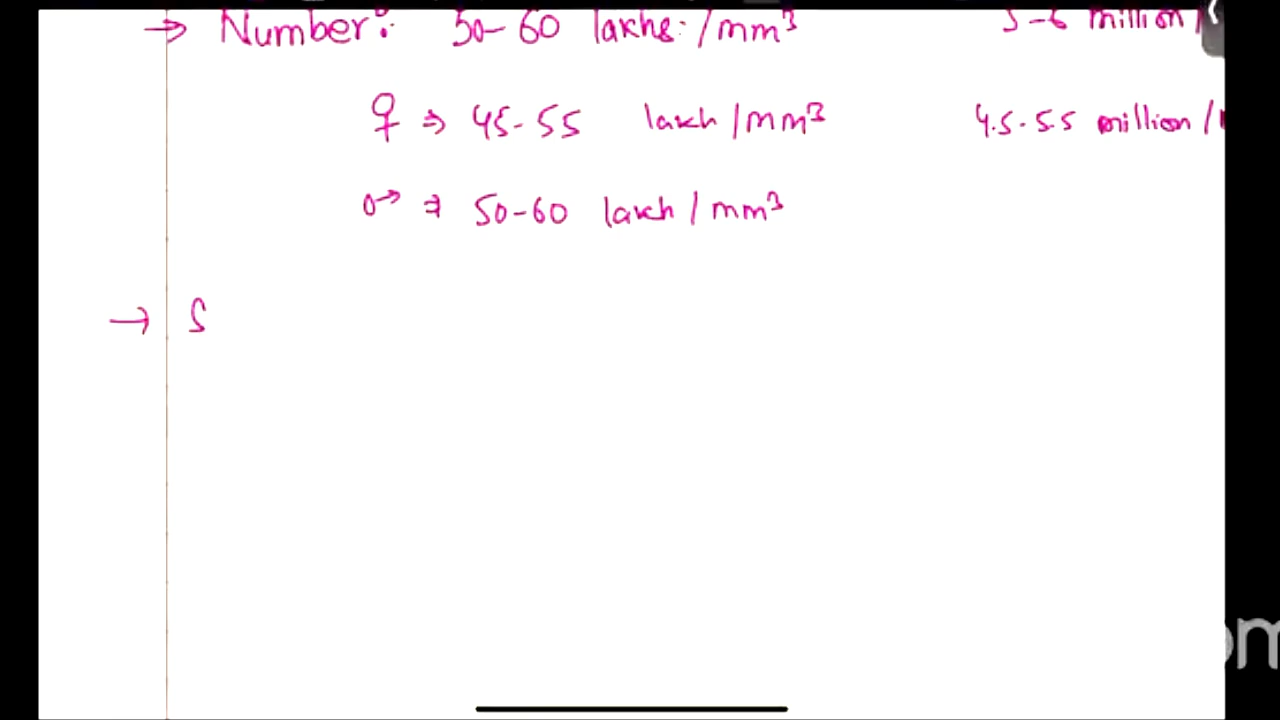 → Number: 50-60 lakhs /mm³ 5-6 million/
♀ ⇒ 45-55 lakh /mm³ 4.5-5.5 million /
♂ ⇒ 50-60 lakh / mm³
→ S
om